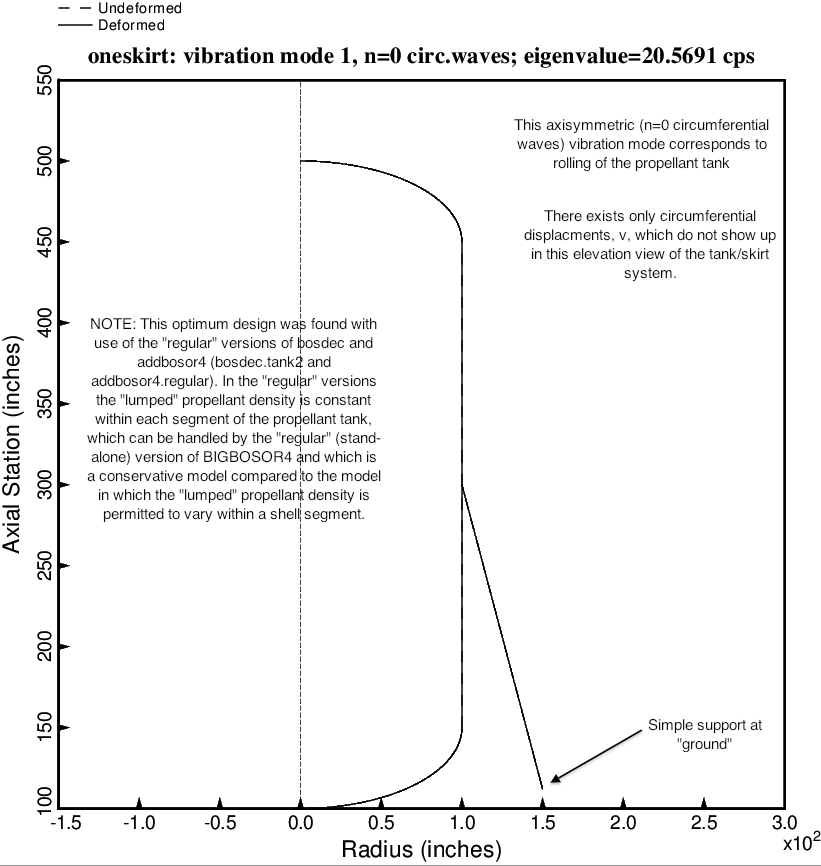 Undeformed
Deformed
oneskirt: vibration mode 1, n=0 circ.waves; eigenvalue=20.5691 cps
550
500
450
400
350
300
250
200
150
100
Axial Station (inches)
This axisymmetric (n=0 circumferential
waves) vibration mode corresponds to
rolling of the propellant tank
There exists only circumferential
displacments, v, which do not show up
in this elevation view of the tank/skirt
system.
NOTE: This optimum design was found with
use of the "regular" versions of bosdec and
addbosor4 (bosdec.tank2 and
addbosor4.regular). In the "regular" versions
the "lumped" propellant density is constant
within each segment of the propellant tank,
which can be handled by the "regular" (stand-
alone) version of BIGBOSOR4 and which is
a conservative model compared to the model
in which the "lumped" propellant density is
permitted to vary within a shell segment.
Simple support at
"ground"
-1.5 -1.0 -0.5 0.0 0.5 1.0 1.5 2.0 2.5 3.0
x10²
Radius (inches)